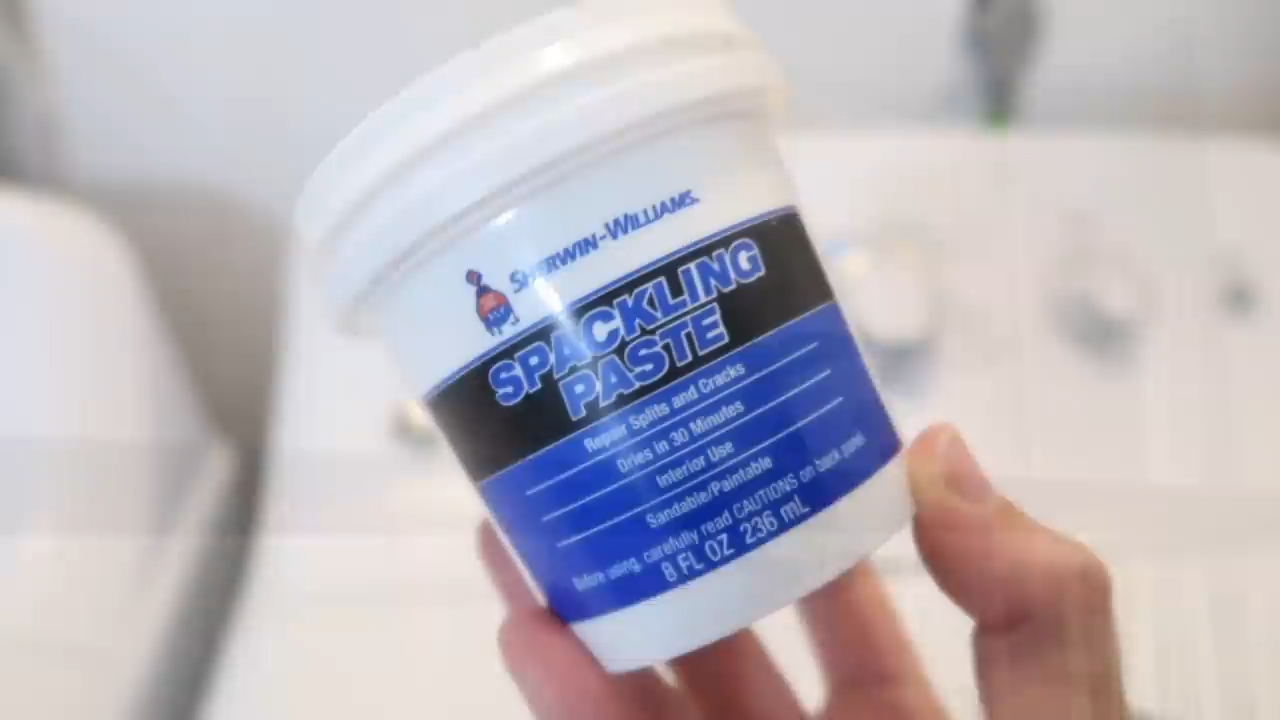 SHERWIN-WILLIAMS.
SPACKLING
PASTE
Repair Splits and Cracks
Dries in 30 Minutes
Interior Use
Sandable/Paintable
Before using, carefully read CAUTIONS on back panel
8 FL OZ 236 mL